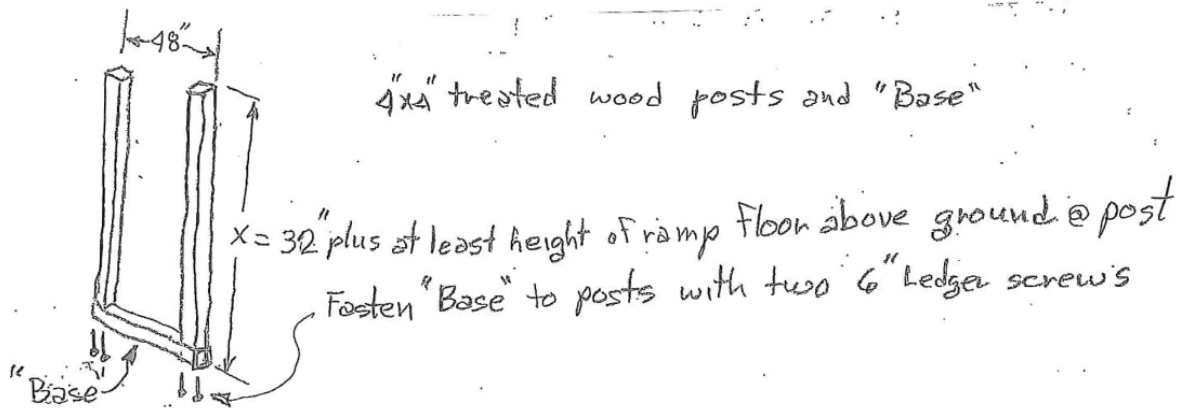 48"
4"x4" treated wood posts and "Base"
X = 32" plus at least height of ramp floor above ground @ post
Fasten "Base" to posts with two 6" Ledger screws
"Base"